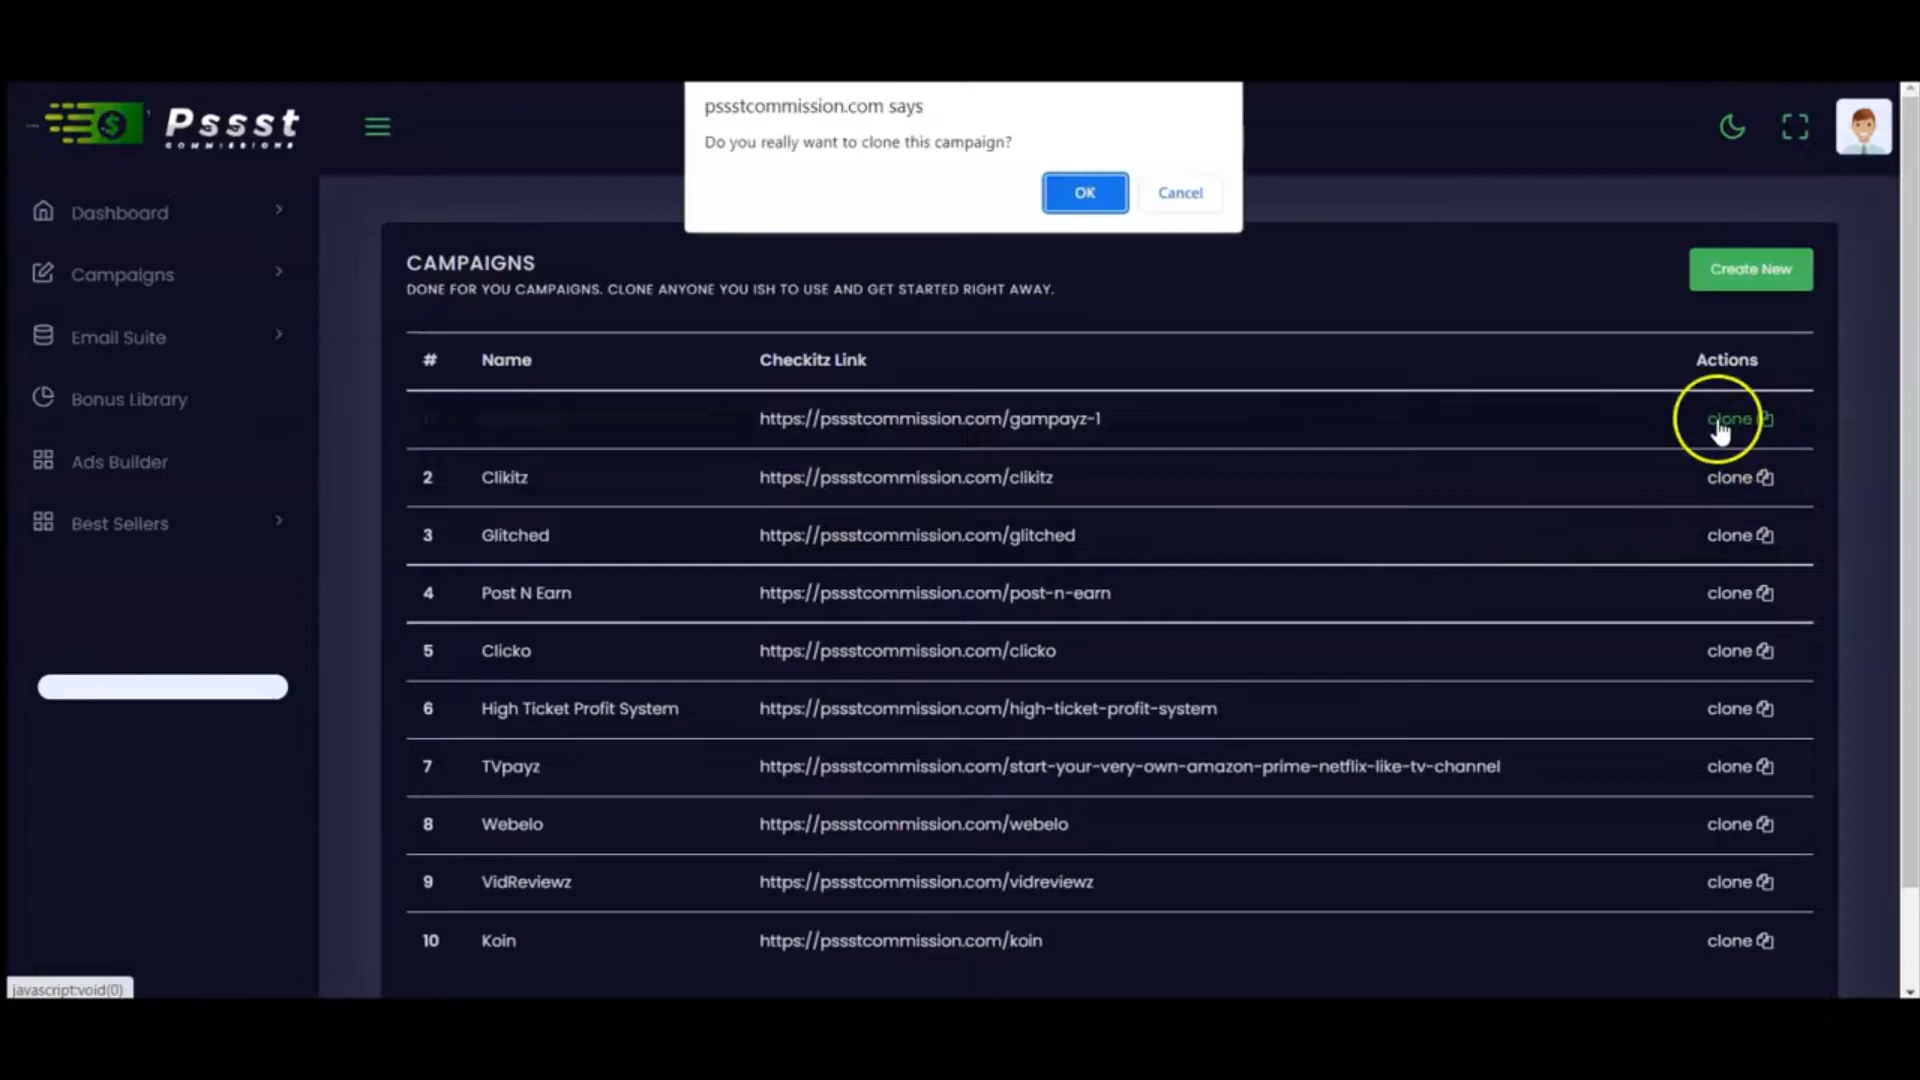 pssstcommission.com says
Do you really want to clone this campaign?
OK Cancel
Pssst
COMMISSIONS
Dashboard
Campaigns
Email Suite
Bonus Library
Ads Builder
Best Sellers
CAMPAIGNS
DONE FOR YOU CAMPAIGNS. CLONE ANYONE YOU ISH TO USE AND GET STARTED RIGHT AWAY.
Create New
# Name Checkitz Link Actions
https://pssstcommission.com/gampayz-1 clone
2 Clikitz https://pssstcommission.com/clikitz clone
3 Glitched https://pssstcommission.com/glitched clone
4 Post N Earn https://pssstcommission.com/post-n-earn clone
5 Clicko https://pssstcommission.com/clicko clone
6 High Ticket Profit System https://pssstcommission.com/high-ticket-profit-system clone
7 TVpayz https://pssstcommission.com/start-your-very-own-amazon-prime-netflix-like-tv-channel clone
8 Webelo https://pssstcommission.com/webelo clone
9 VidReviewz https://pssstcommission.com/vidreviewz clone
10 Koin https://pssstcommission.com/koin clone
javascript:void(0)